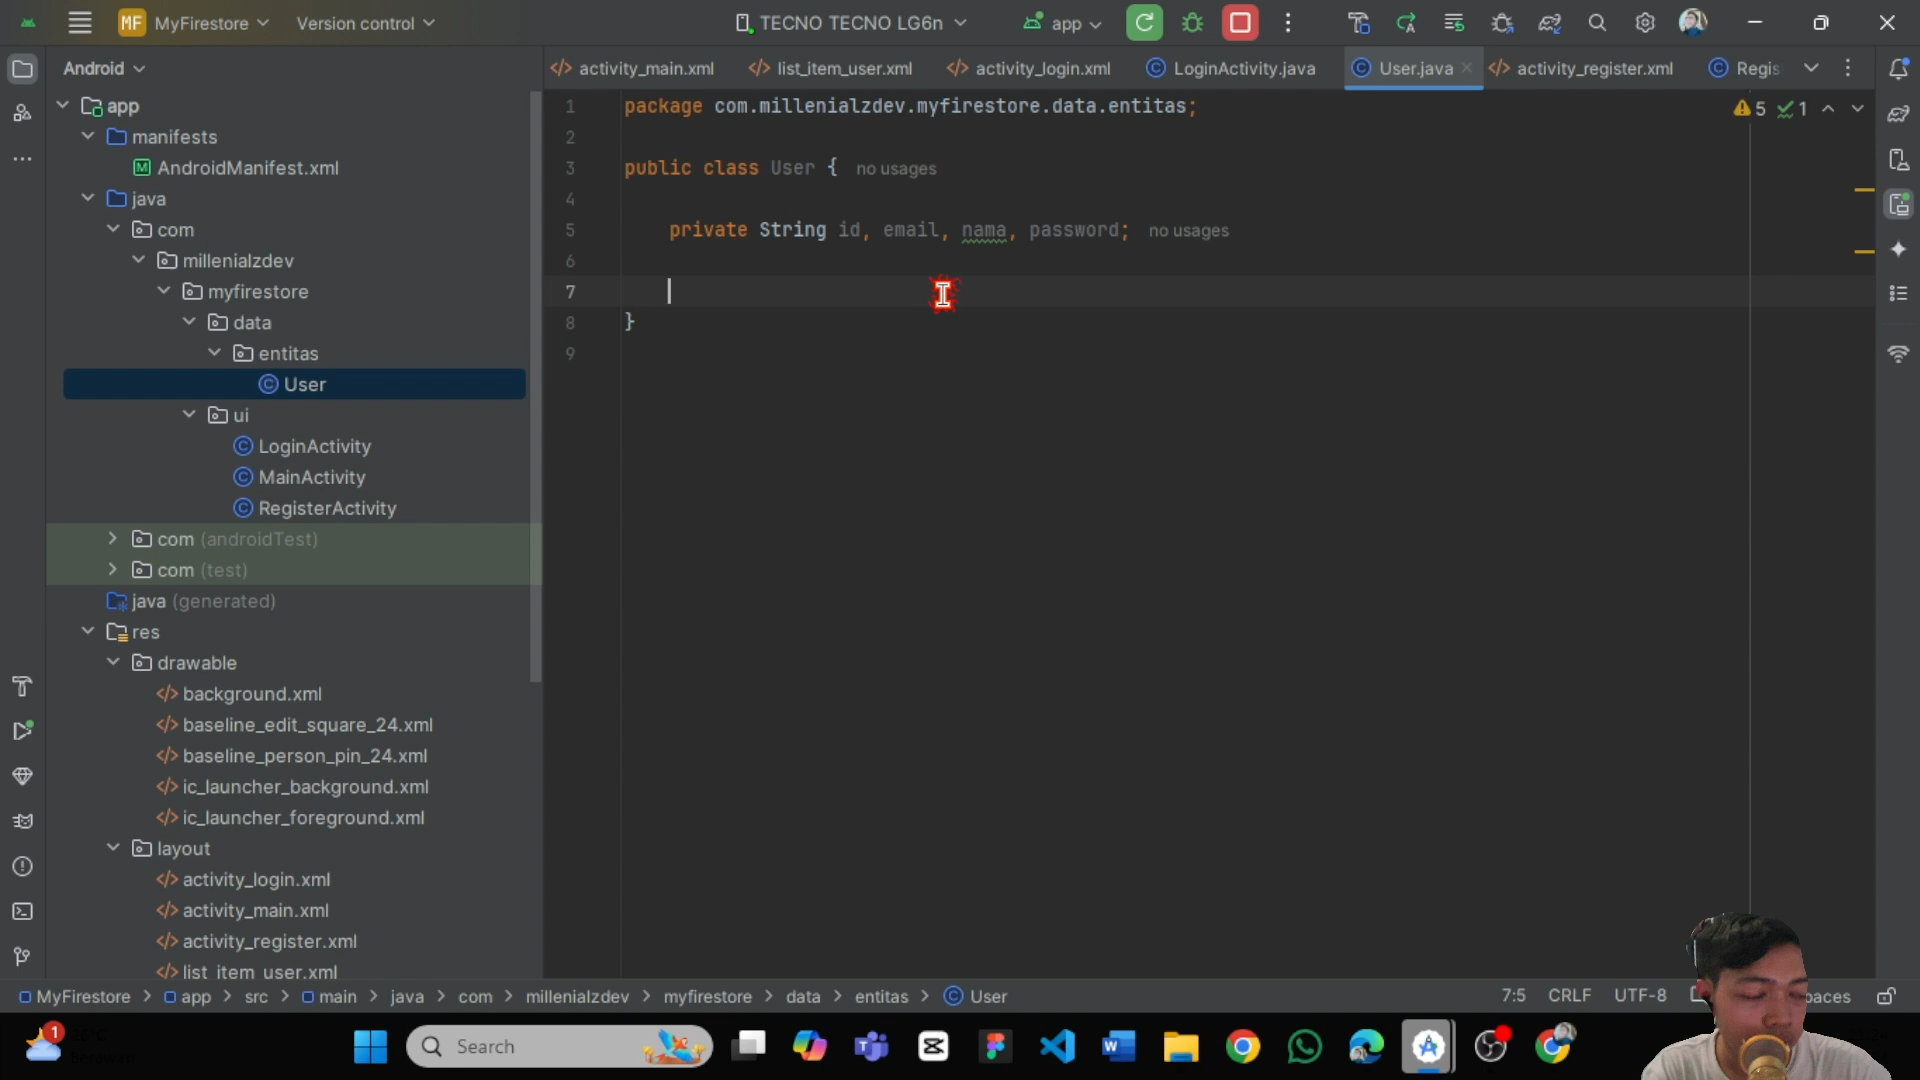 MF MyFirestore Version control TECNO TECNO LG6n app
Android
activity_main.xml list_item_user.xml activity_login.xml LoginActivity.java User.java activity_register.xml Regis
app
manifests
AndroidManifest.xml
java
com
millenialzdev
myfirestore
data
entitas
User
ui
LoginActivity
MainActivity
RegisterActivity
com (androidTest)
com (test)
java (generated)
res
drawable
background.xml
baseline_edit_square_24.xml
baseline_person_pin_24.xml
ic_launcher_background.xml
ic_launcher_foreground.xml
layout
activity_login.xml
activity_main.xml
activity_register.xml
list_item_user.xml
1 package com.millenialzdev.myfirestore.data.entitas;
2
3 public class User { no usages
4
5 private String id, email, nama, password; no usages
6
7
8 }
9
5 1
MyFirestore > app > src > main > java > com > millenialzdev > myfirestore > data > entitas > User
7:5 CRLF UTF-8 paces
1
Search